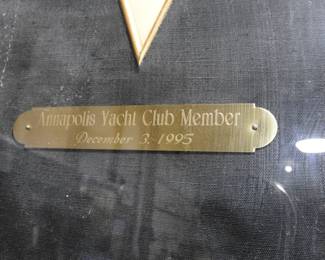 Annapolis Yacht Club Member
December 3, 1995